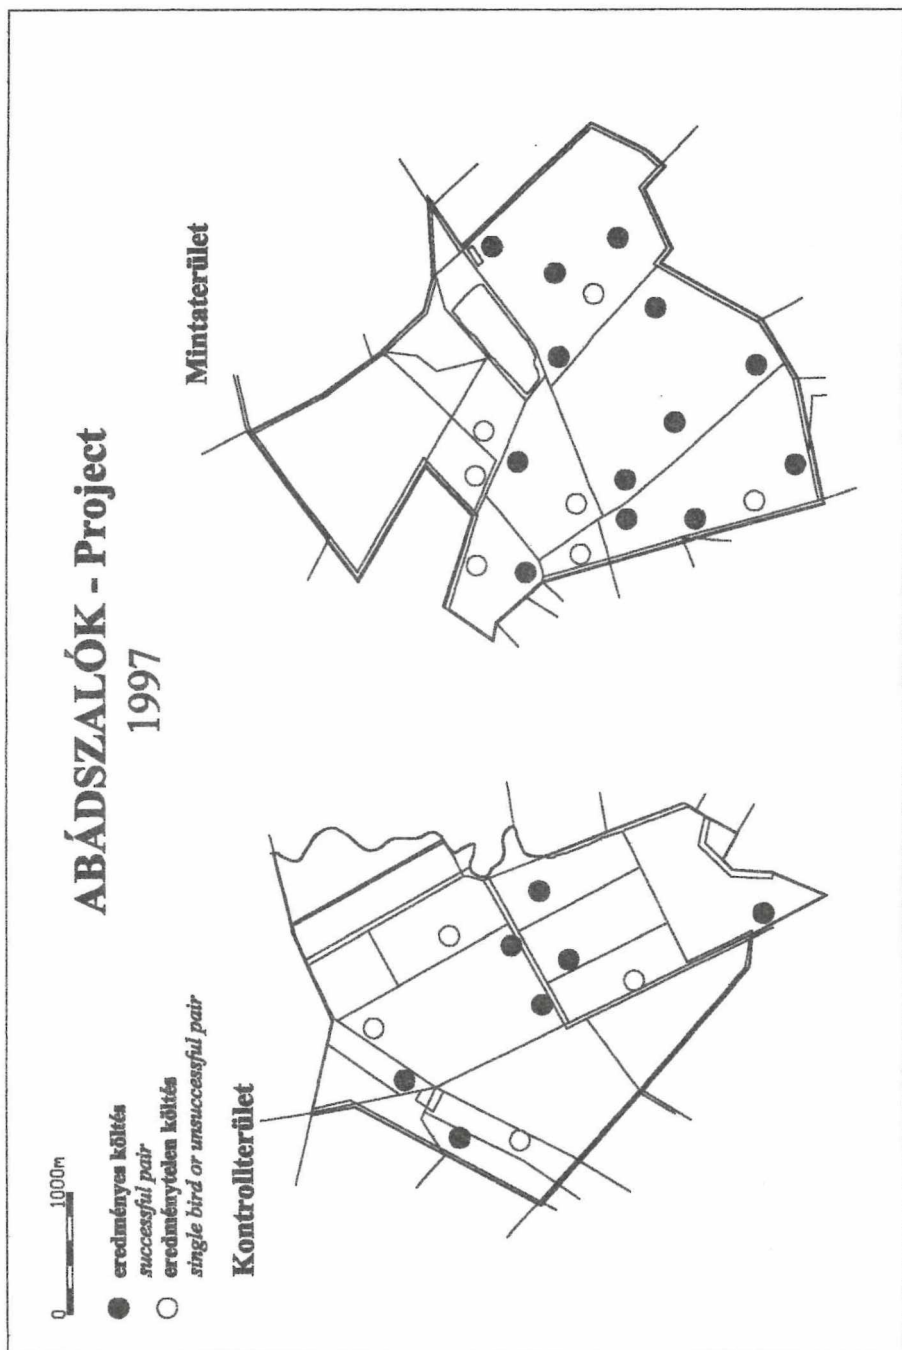 ABÁDSZALÓK - Project
1997
0 1000m
eredményes költés
successful pair
eredménytelen költés
single bird or unsuccessful pair
Kontrollterület
Mintaterület